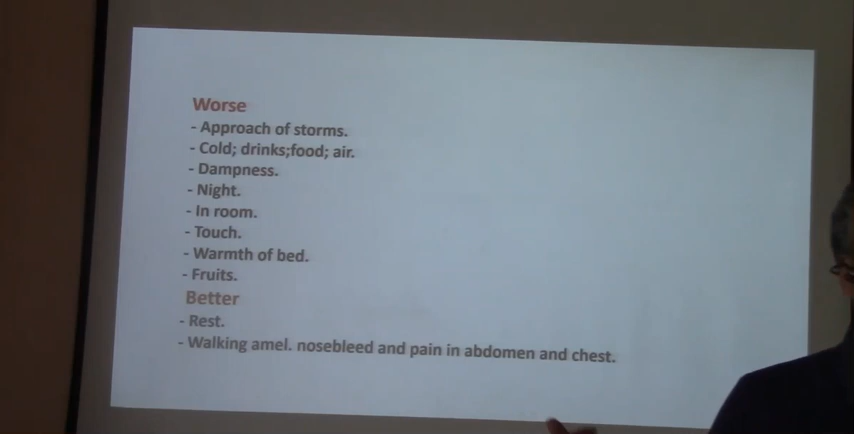 Worse
- Approach of storms.
- Cold; drinks;food; air.
- Dampness.
- Night.
- In room.
- Touch.
- Warmth of bed.
- Fruits.
Better
- Rest.
- Walking amel. nosebleed and pain in abdomen and chest.